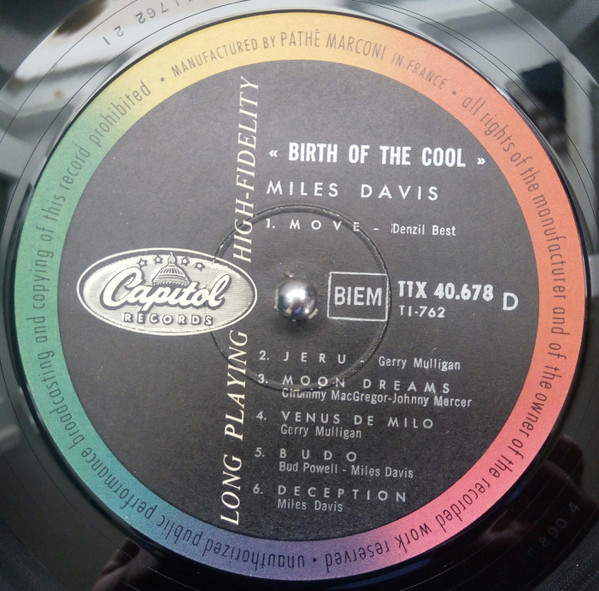 • MANUFACTURED BY PATHÉ MARCONI IN FRANCE • all rights of the manufacturer and of the owner of the recorded work reserved • unauthorized public performance broadcasting and copying of this record prohibited
« BIRTH OF THE COOL »
MILES DAVIS
1. MOVE - Denzil Best
Capitol
RECORDS
LONG PLAYING HIGH-FIDELITY
BIEM
TTX 40.678 D
T1-762
2. JERU - Gerry Mulligan
3. MOON DREAMS
Chummy MacGregor-Johnny Mercer
4. VENUS DE MILO
Gerry Mulligan
5. BUDO
Bud Powell - Miles Davis
6. DECEPTION
Miles Davis